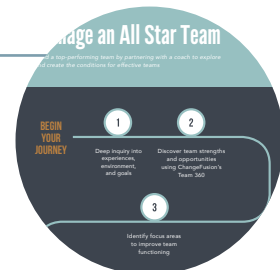 age an All Star Team
a top-performing team by partnering with a coach to explore
d create the conditions for effective teams
BEGIN
YOUR
JOURNEY
1
Deep inquiry into
experiences,
environment,
and goals
2
Discover team strengths
and opportunities
using ChangeFusion's
Team 360
3
Identify focus areas
to improve team
functioning